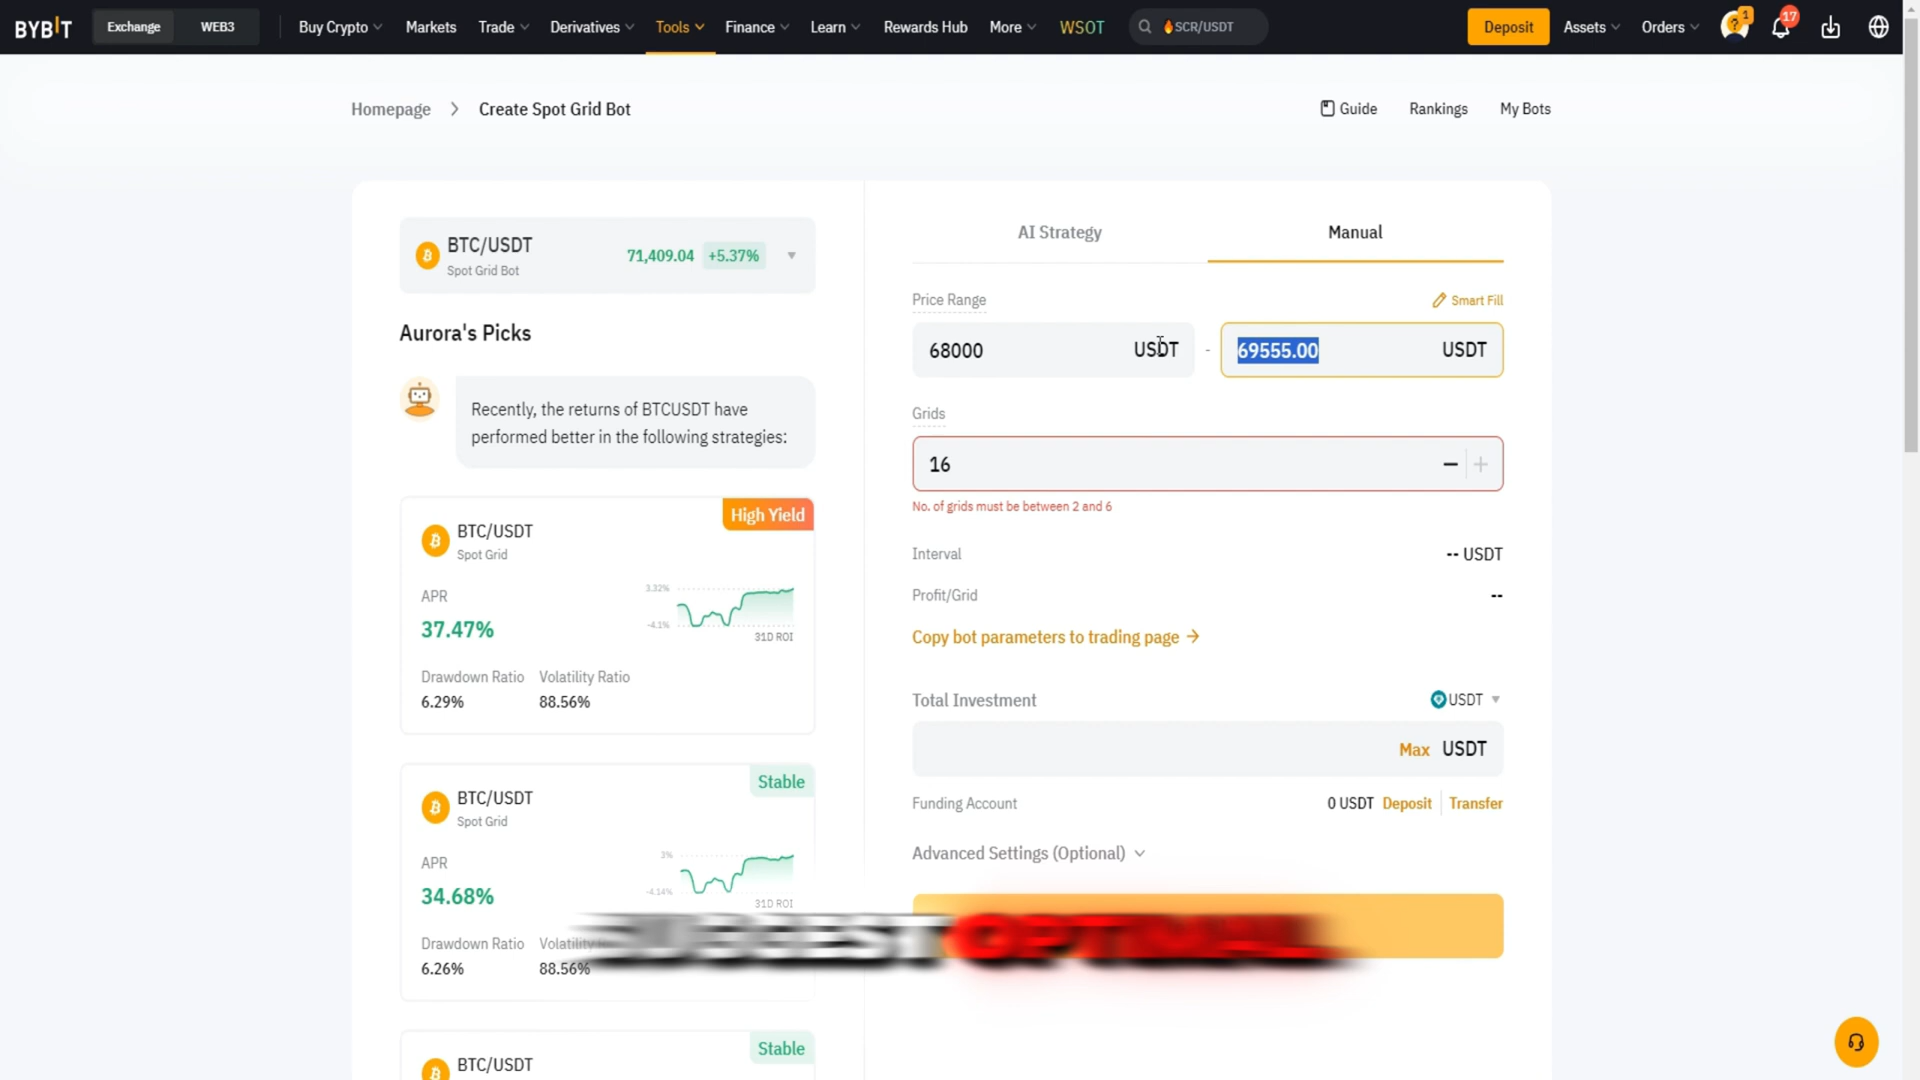 BYBIT
Exchange
WEB3
Buy Crypto
Markets
Trade
Derivatives
Tools
Finance
Learn
Rewards Hub
More
WSOT
SCR/USDT
Deposit
Assets
Orders
1
17
Homepage > Create Spot Grid Bot
Guide
Rankings
My Bots
BTC/USDT
Spot Grid Bot
71,409.04
+5.37%
Aurora's Picks
Recently, the returns of BTCUSDT have
performed better in the following strategies:
High Yield
BTC/USDT
Spot Grid
APR
37.47%
3.32%
-4.1%
31D ROI
Drawdown Ratio
Volatility Ratio
6.29%
88.56%
Stable
BTC/USDT
Spot Grid
APR
34.68%
3%
-4.14%
31D ROI
Drawdown Ratio
Volatility
6.26%
88.56%
Stable
BTC/USDT
AI Strategy
Manual
Price Range
Smart Fill
68000
USDT
-
69555.00
USDT
Grids
16
No. of grids must be between 2 and 6
Interval
-- USDT
Profit/Grid
--
Copy bot parameters to trading page →
Total Investment
USDT
Max USDT
Funding Account
0 USDT
Deposit
Transfer
Advanced Settings (Optional)
SUGGEST OPTIMAL